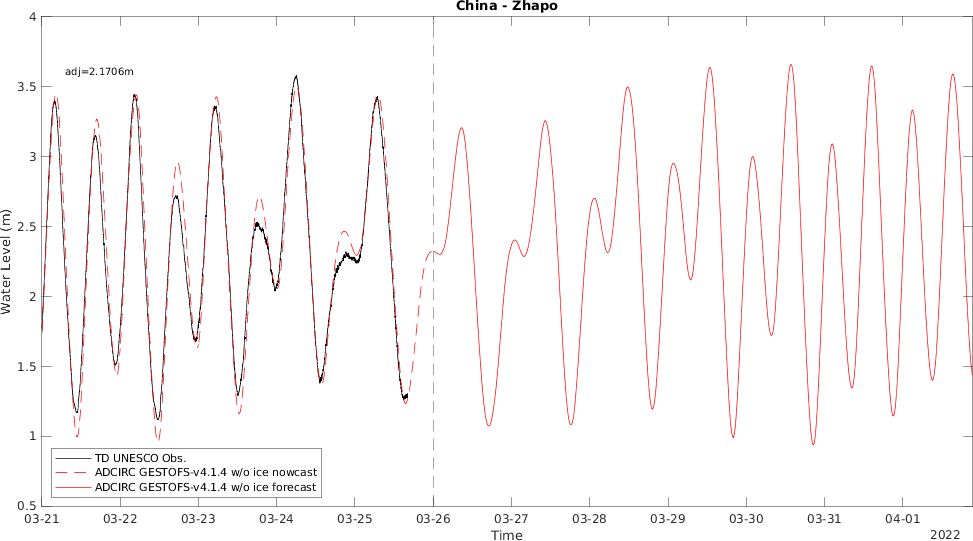 China - Zhapo
adj=2.1706m
Water Level (m)
4
3.5
3
2.5
2
1.5
1
0.5
TD UNESCO Obs.
ADCIRC GESTOFS-v4.1.4 w/o ice nowcast
ADCIRC GESTOFS-v4.1.4 w/o ice forecast
03-21 03-22 03-23 03-24 03-25 03-26 03-27 03-28 03-29 03-30 03-31 04-01
Time
2022